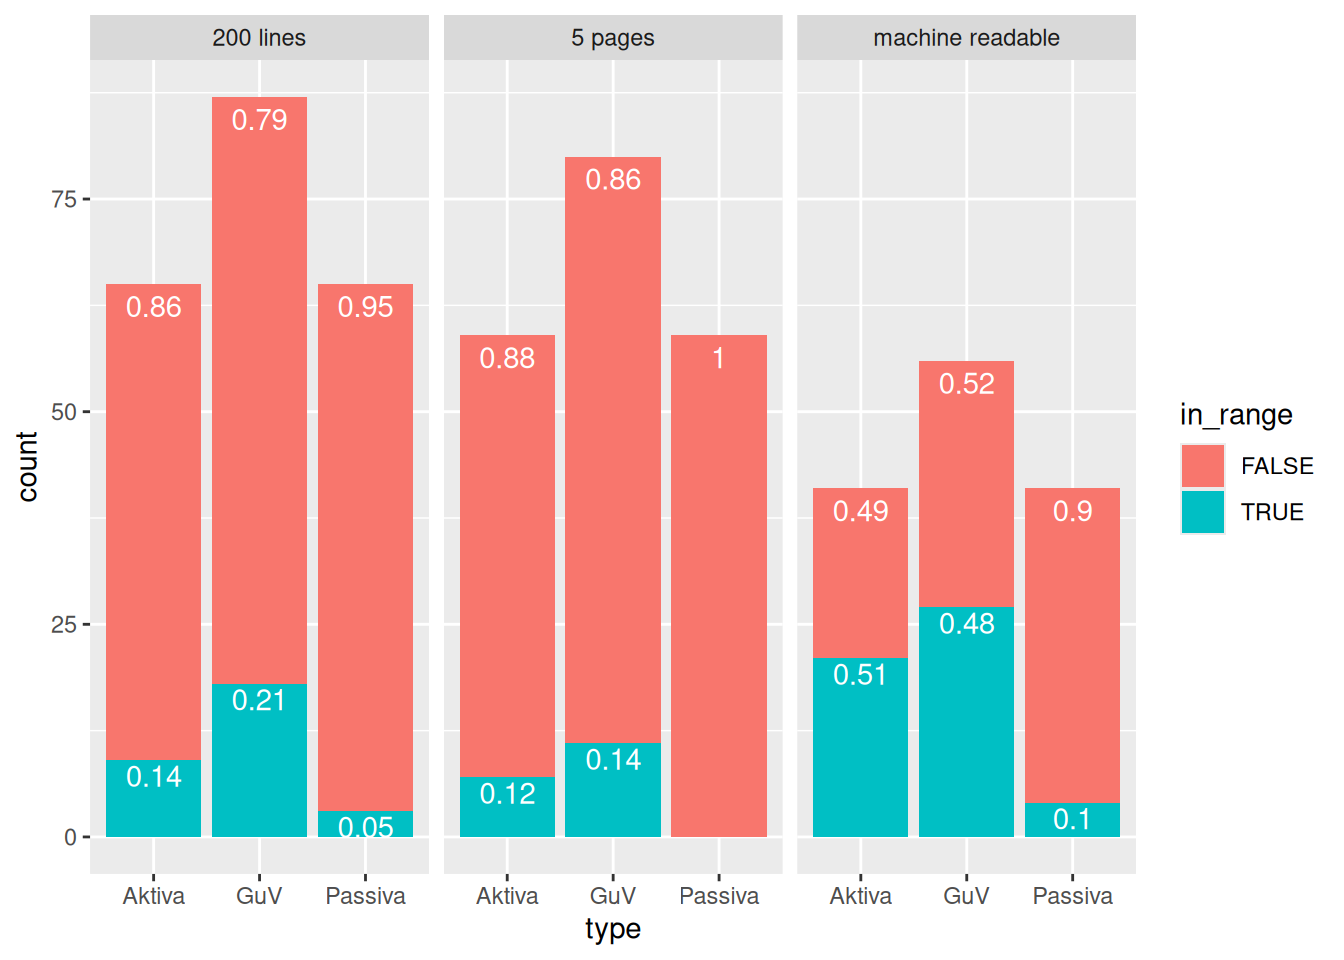 200 lines
5 pages
machine readable
0.79
0.86
0.86
0.95
0.88
1
0.52
0.49
0.9
0.21
0.14
0.05
0.14
0.12
0.48
0.51
0.1
75
50
25
0
count
Aktiva
GuV
Passiva
Aktiva
GuV
Passiva
Aktiva
GuV
Passiva
type
in_range
FALSE
TRUE